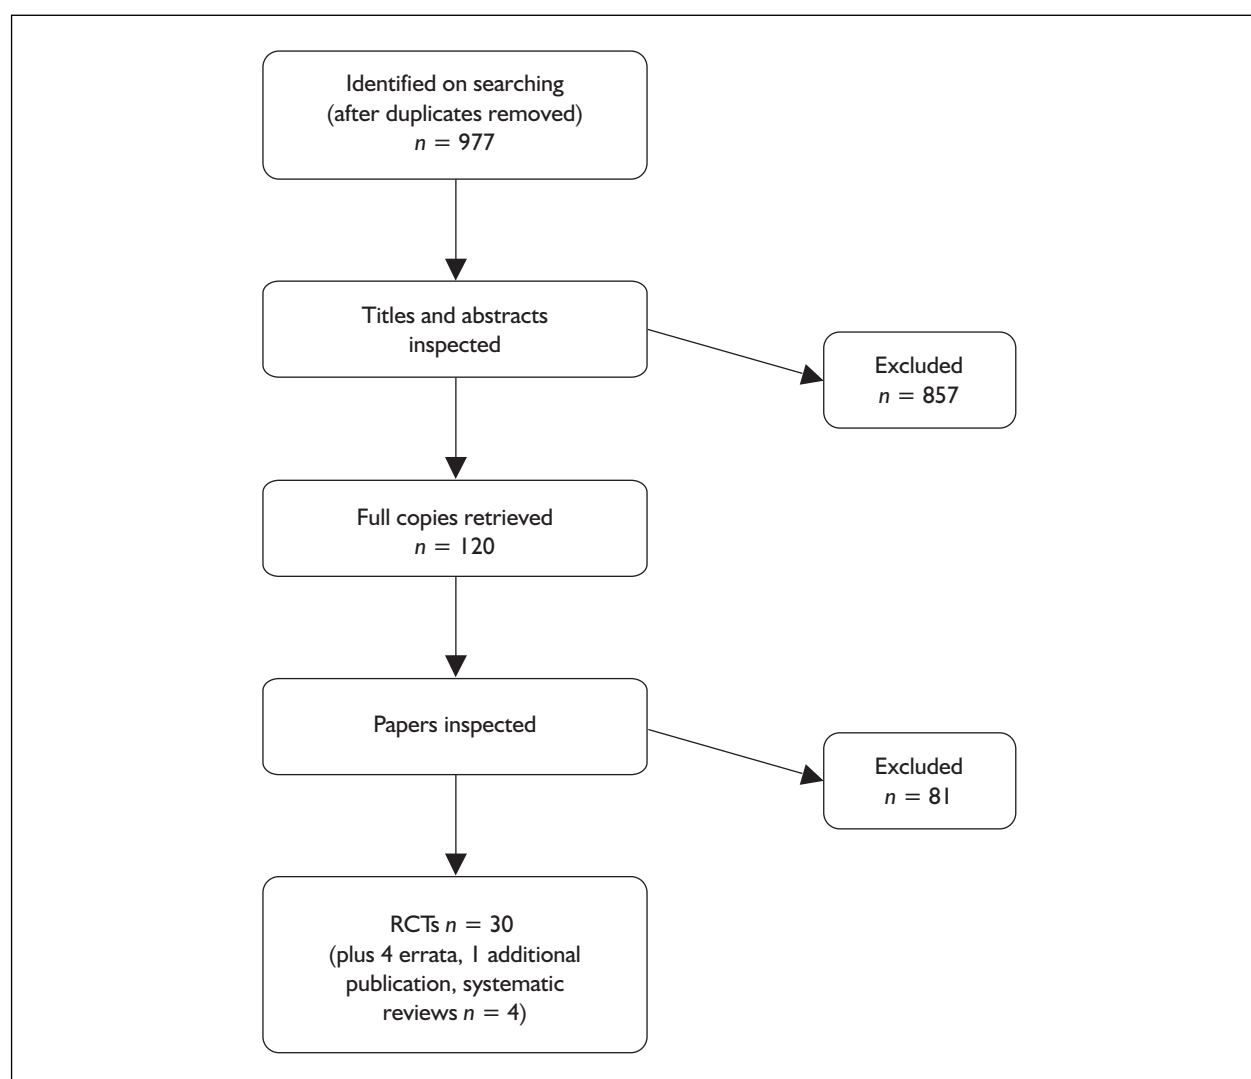 Identified on searching
(after duplicates removed)
n = 977
Titles and abstracts
inspected
Excluded
n = 857
Full copies retrieved
n = 120
Papers inspected
Excluded
n = 81
RCTs n = 30
(plus 4 errata, 1 additional
publication, systematic
reviews n = 4)